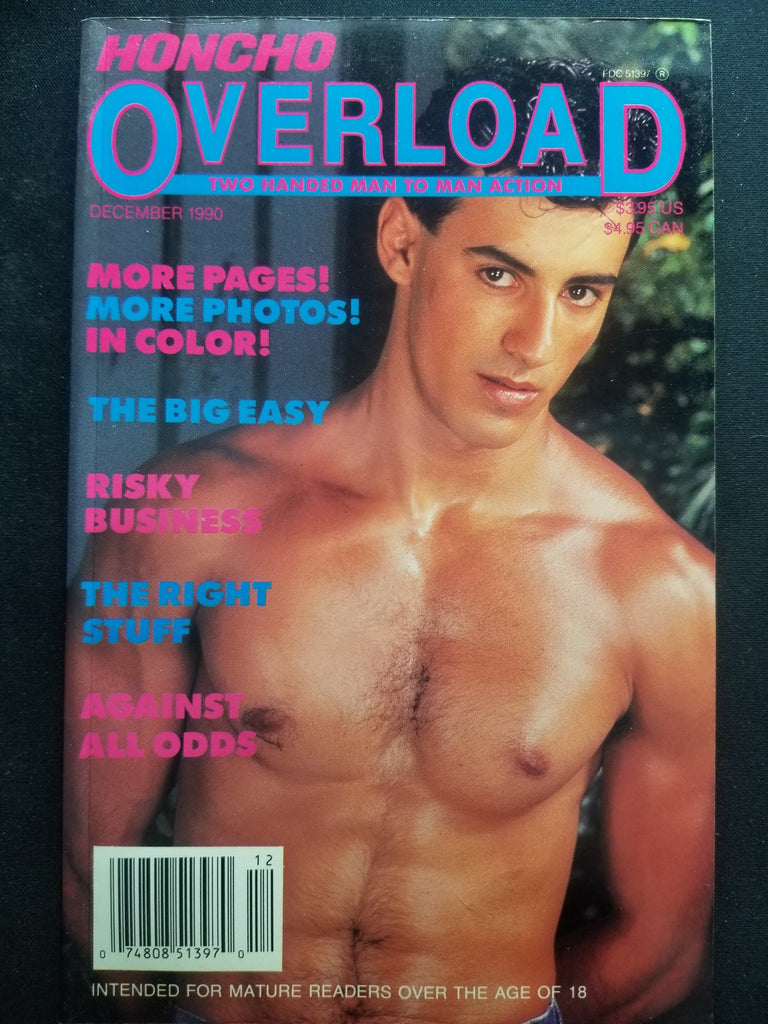 HONCHO
FDC 51397 ®
OVERLOAD
TWO HANDED MAN TO MAN ACTION
DECEMBER 1990
$3.95 US
$4.95 CAN
MORE PAGES!
MORE PHOTOS!
IN COLOR!
THE BIG EASY
RISKY
BUSINESS
THE RIGHT
STUFF
AGAINST
ALL ODDS
12
0 74808 51397 0
INTENDED FOR MATURE READERS OVER THE AGE OF 18